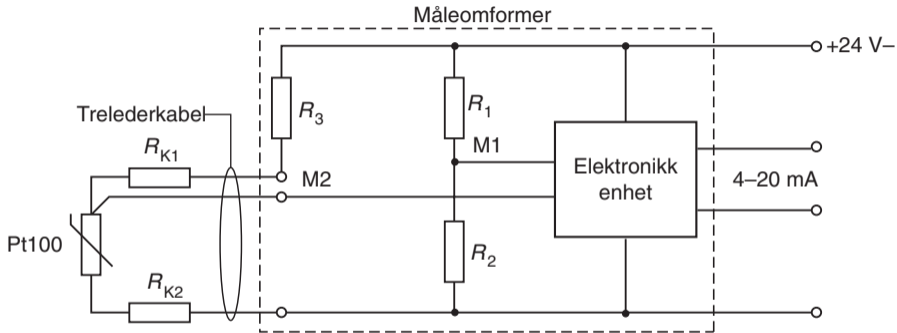 Måleomformer
+24 V–
Trelederkabel
R3
R1
RK1
M1
M2
Elektronikk
enhet
4–20 mA
Pt100
R2
RK2